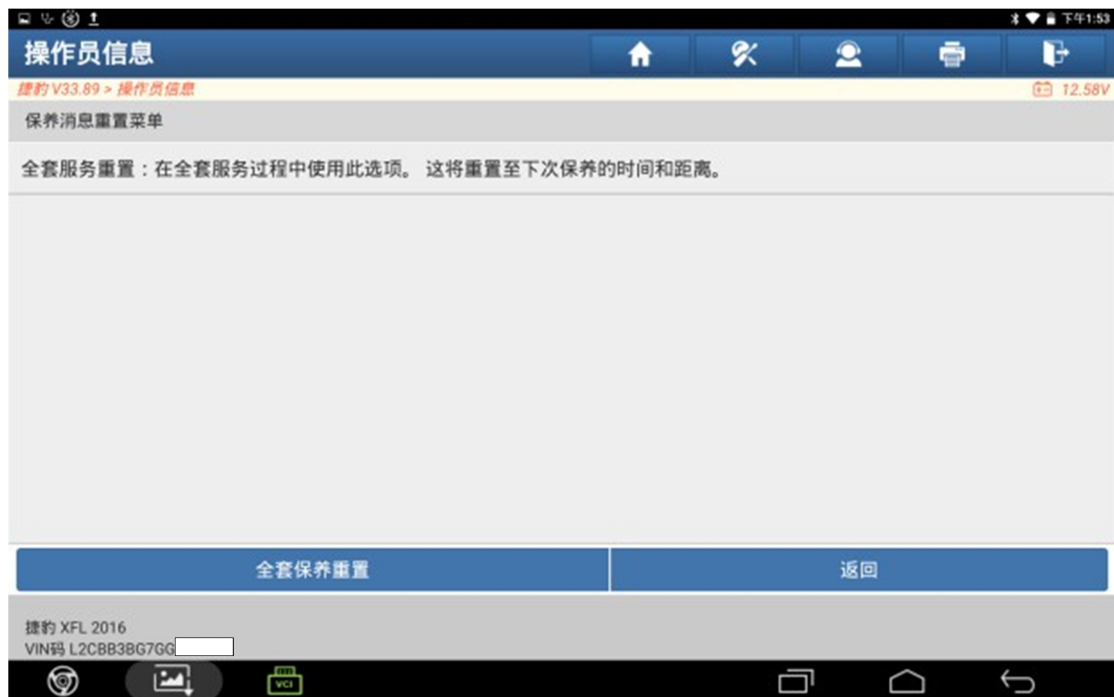 下午1:53
操作员信息
捷豹 V33.89 > 操作员信息
12.58V
保养消息重置菜单
全套服务重置：在全套服务过程中使用此选项。 这将重置至下次保养的时间和距离。
全套保养重置
返回
捷豹 XFL 2016
VIN码 L2CBB3BG7GG
VCI